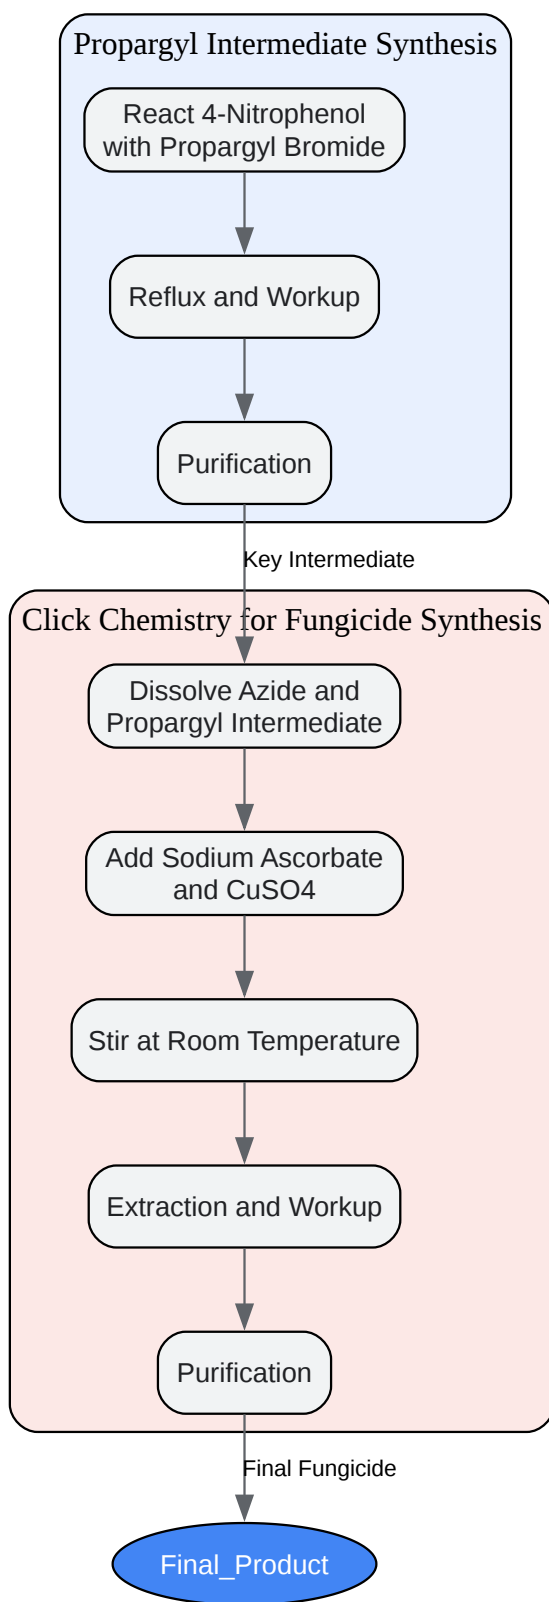 Propargyl Intermediate Synthesis
React 4-Nitrophenol
with Propargyl Bromide
Reflux and Workup
Purification
Key Intermediate
Click Chemistry for Fungicide Synthesis
Dissolve Azide and
Propargyl Intermediate
Add Sodium Ascorbate
and CuSO4
Stir at Room Temperature
Extraction and Workup
Purification
Final Fungicide
Final_Product